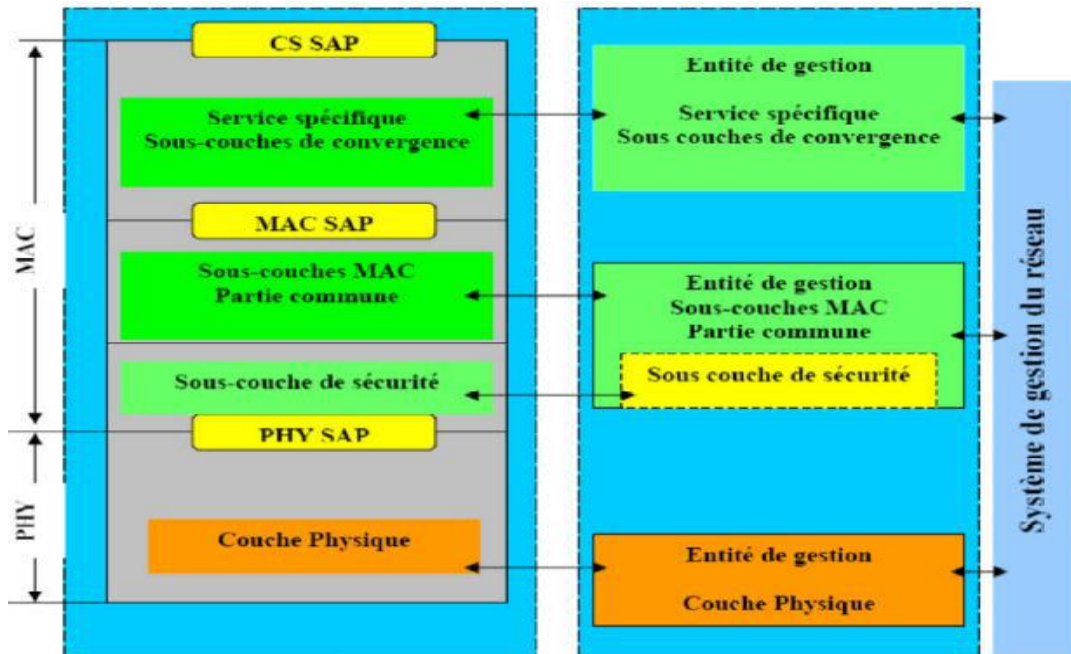 CS SAP
Service spécifique
Sous-couches de convergence
MAC SAP
Sous-couches MAC
Partie commune
Sous-couche de sécurité
PHY SAP
Couche Physique
MAC
PHY
Entité de gestion
Service spécifique
Sous couches de convergence
Entité de gestion
Sous-couches MAC
Partie commune
Sous couche de sécurité
Entité de gestion
Couche Physique
Système de gestion du réseau